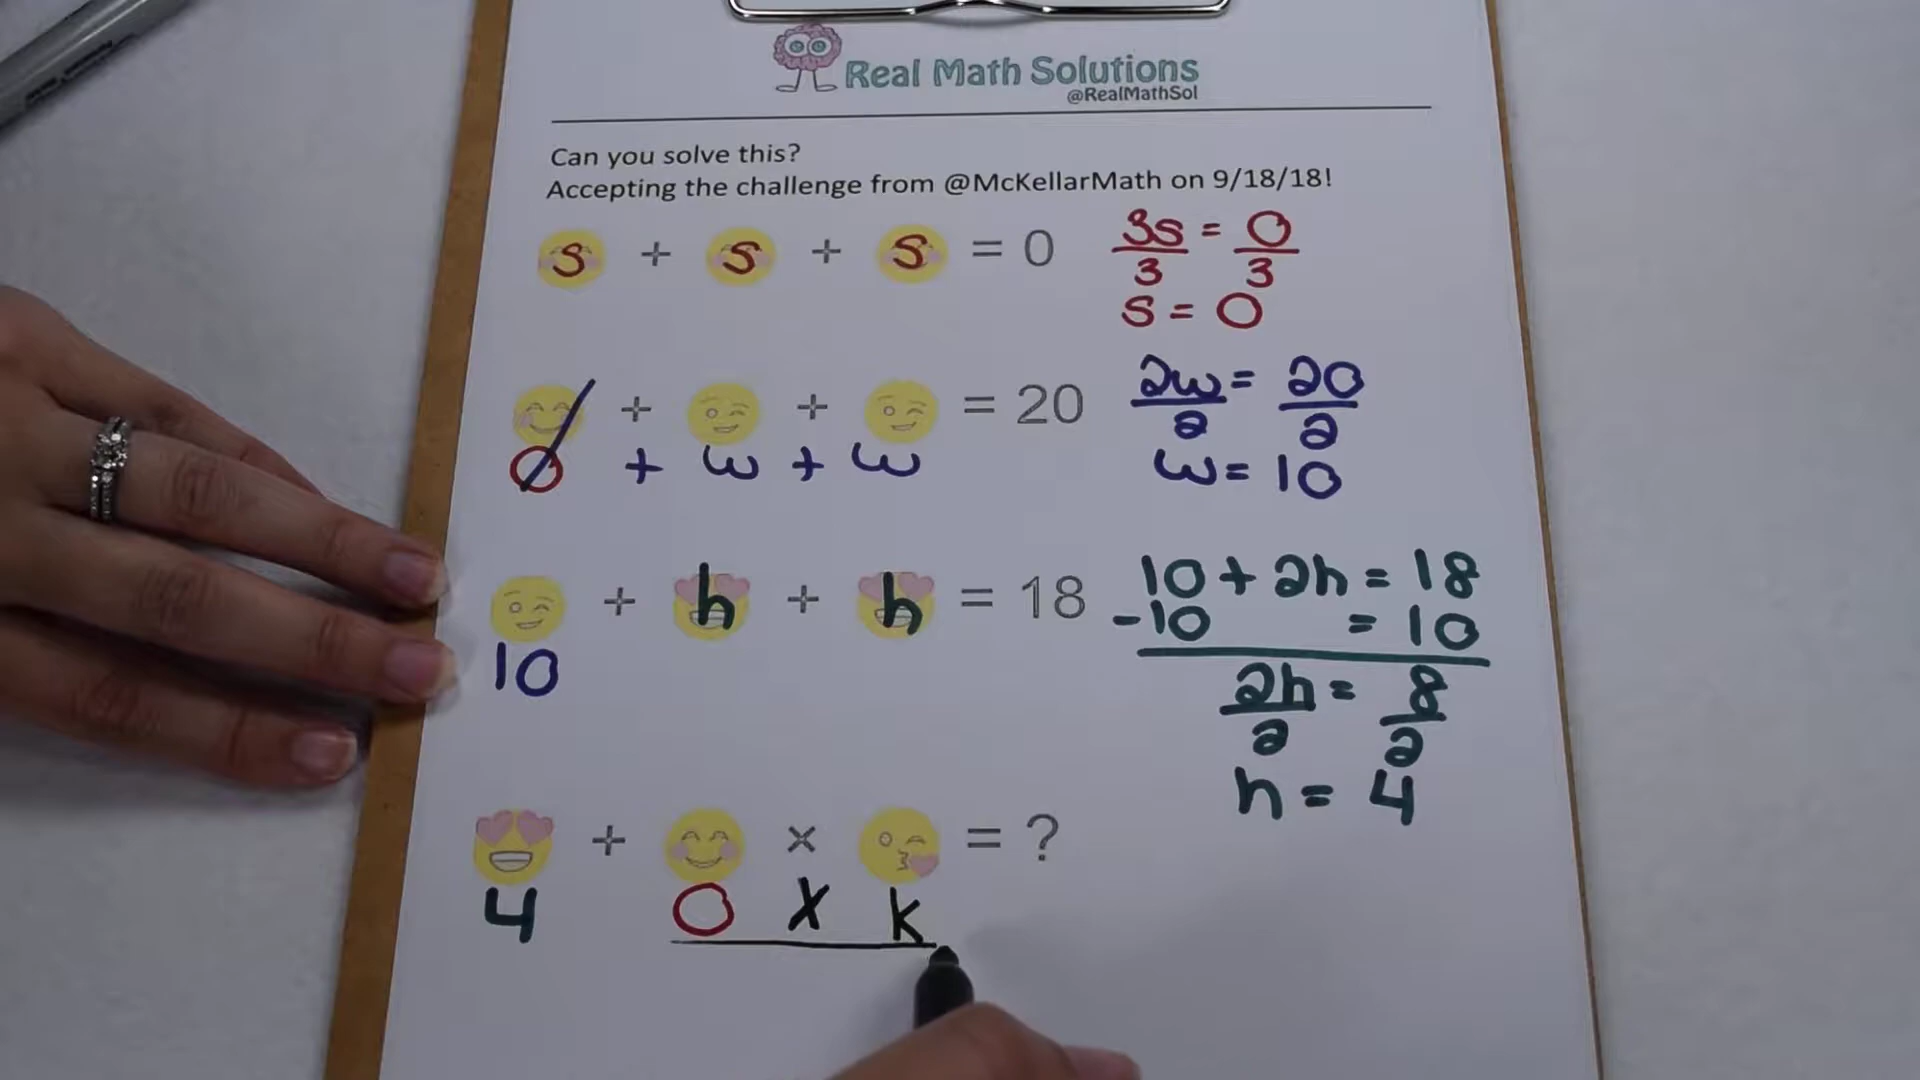 Real Math Solutions
@RealMathSol
Can you solve this?
Accepting the challenge from @McKellarMath on 9/18/18!
s + s + s = 0
3s = 0
3 3
s = 0
+ + = 20
0 + w + w
2w = 20
2 2
w = 10
+ h + h = 18
10
10 + 2h = 18
-10 = 10
2h = 8
2 2
h = 4
+ × = ?
4 0 X k